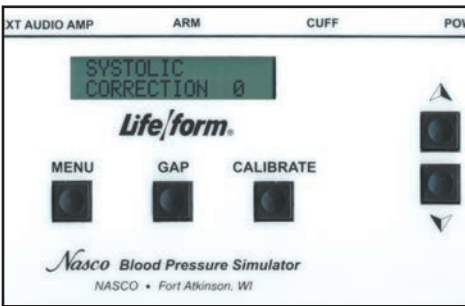 EXT AUDIO AMP ARM CUFF POW
SYSTOLIC
CORRECTION 0
Life/form®
MENU GAP CALIBRATE
Nasco Blood Pressure Simulator
NASCO • Fort Atkinson, WI